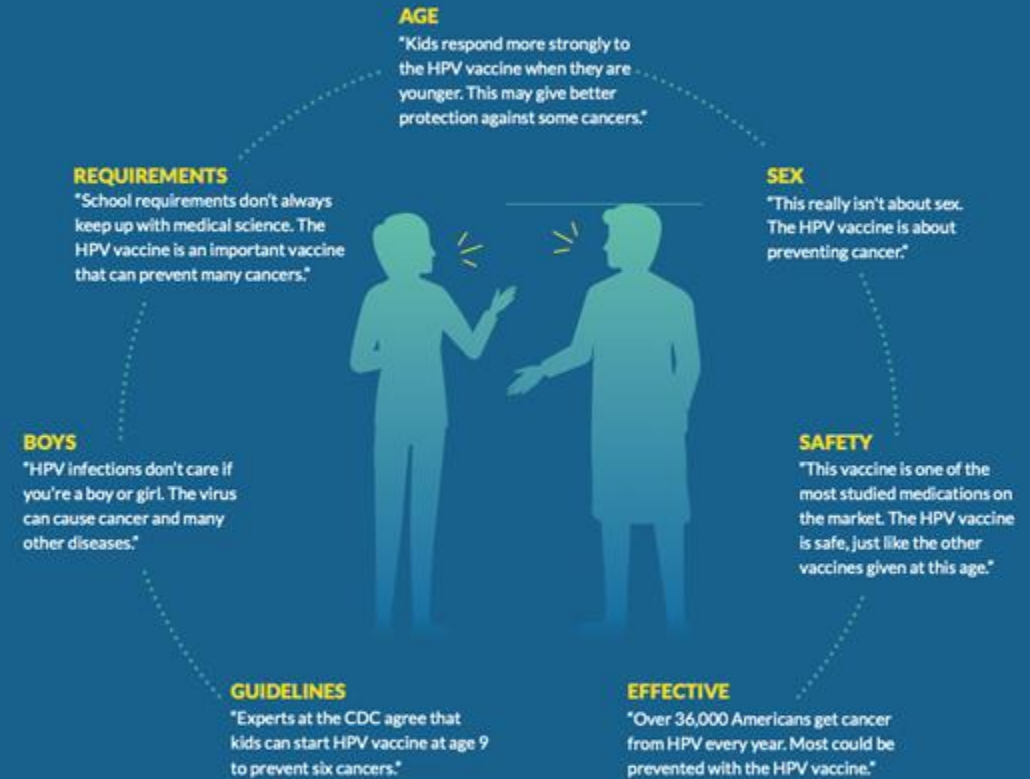 AGE
"Kids respond more strongly to
the HPV vaccine when they are
younger. This may give better
protection against some cancers."
REQUIREMENTS
"School requirements don't always
keep up with medical science. The
HPV vaccine is an important vaccine
that can prevent many cancers."
SEX
"This really isn't about sex.
The HPV vaccine is about
preventing cancer."
BOYS
"HPV infections don't care if
you're a boy or girl. The virus
can cause cancer and many
other diseases."
SAFETY
"This vaccine is one of the
most studied medications on
the market. The HPV vaccine
is safe, just like the other
vaccines given at this age."
GUIDELINES
"Experts at the CDC agree that
kids can start HPV vaccine at age 9
to prevent six cancers."
EFFECTIVE
"Over 36,000 Americans get cancer
from HPV every year. Most could be
prevented with the HPV vaccine."